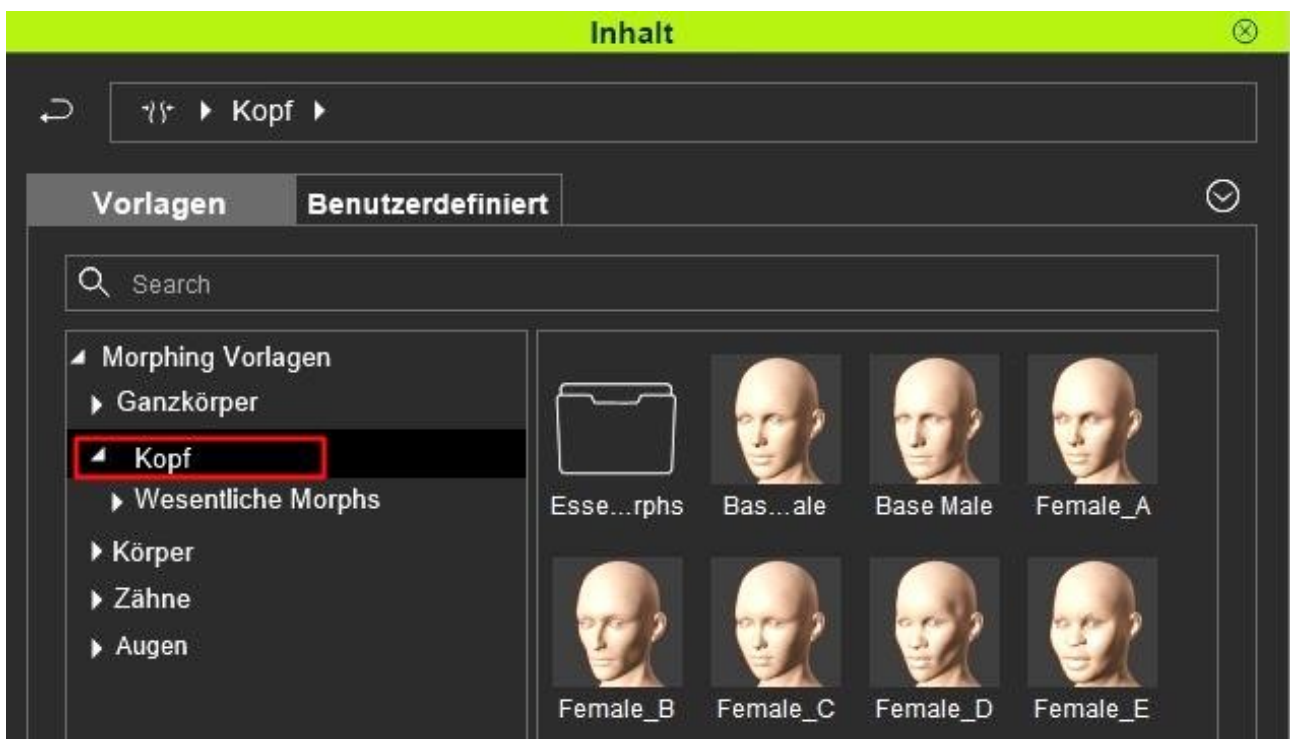 Inhalt
Kopf
Vorlagen
Benutzerdefiniert
Search
Morphing Vorlagen
Ganzkörper
Kopf
Wesentliche Morphs
Körper
Zähne
Augen
Esse...rphs
Bas...ale
Base Male
Female_A
Female_B
Female_C
Female_D
Female_E